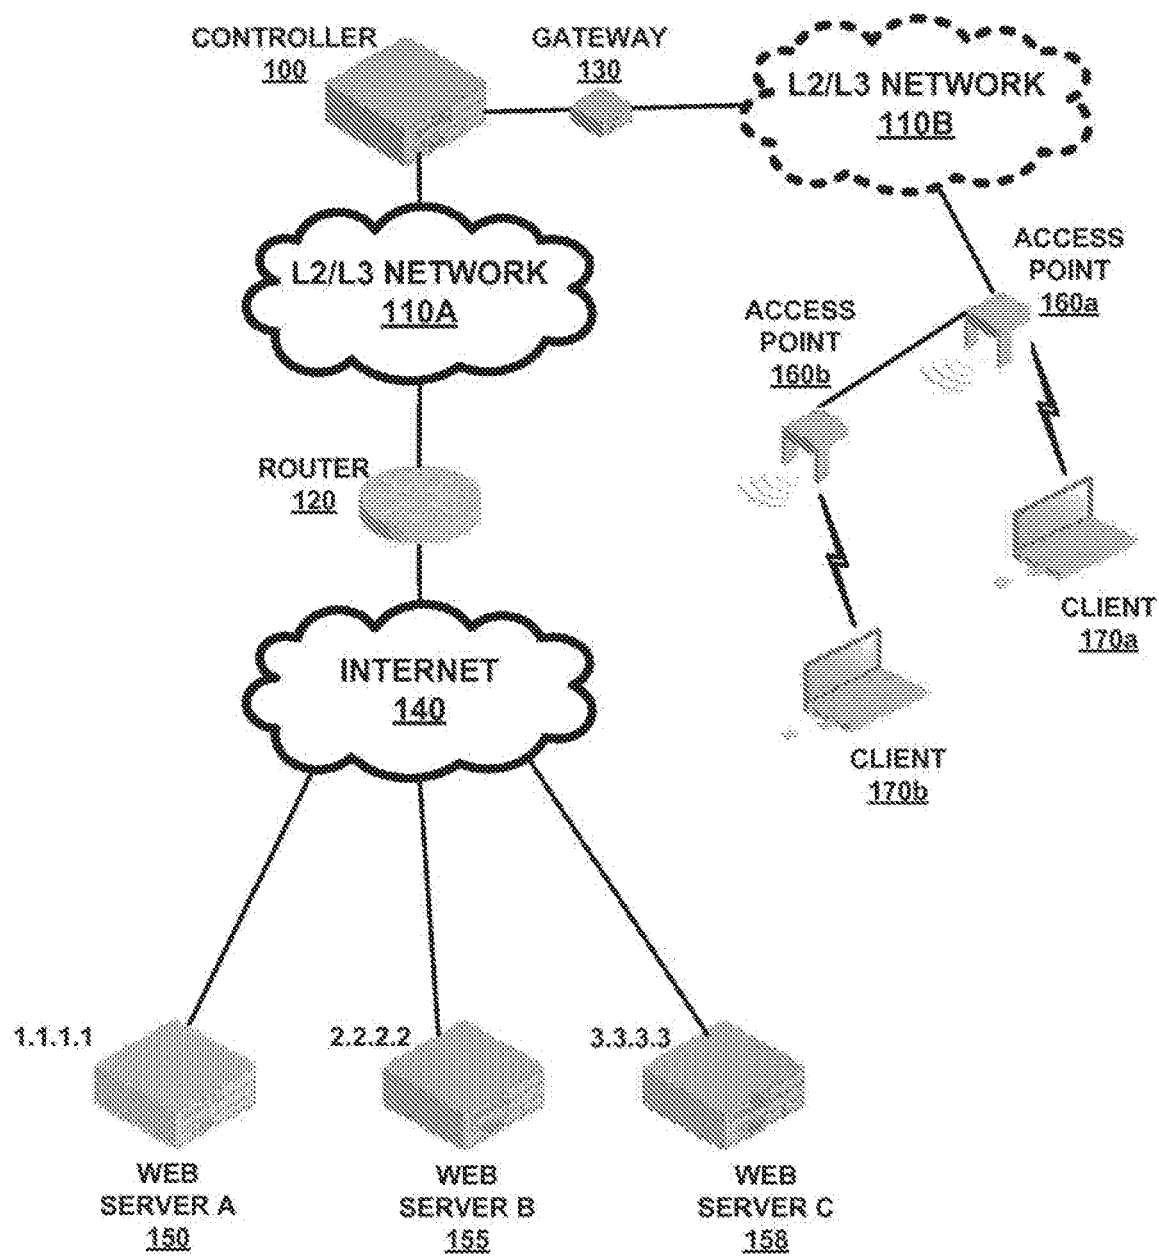 CONTROLLER
100
GATEWAY
130
L2/L3 NETWORK
110B
L2/L3 NETWORK
110A
ACCESS
POINT
160a
ACCESS
POINT
160b
ROUTER
120
CLIENT
170a
INTERNET
140
CLIENT
170b
1.1.1.1
2.2.2.2
3.3.3.3
WEB
SERVER A
150
WEB
SERVER B
155
WEB
SERVER C
158